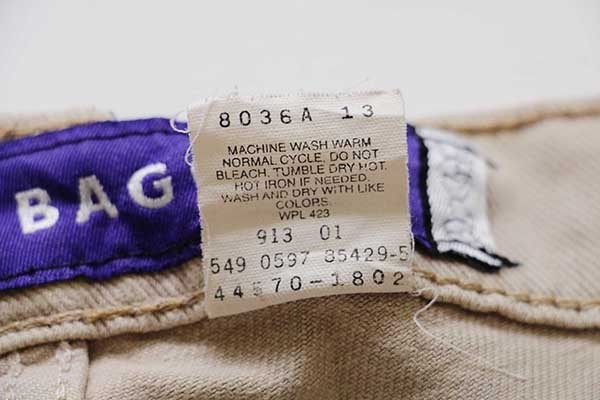 BAG
8036A 13
MACHINE WASH WARM
NORMAL CYCLE. DO NOT
BLEACH. TUMBLE DRY HOT.
HOT IRON IF NEEDED.
WASH AND DRY WITH LIKE
COLORS.
WPL 423
913 01
549 0597 85429-5
44570-1802